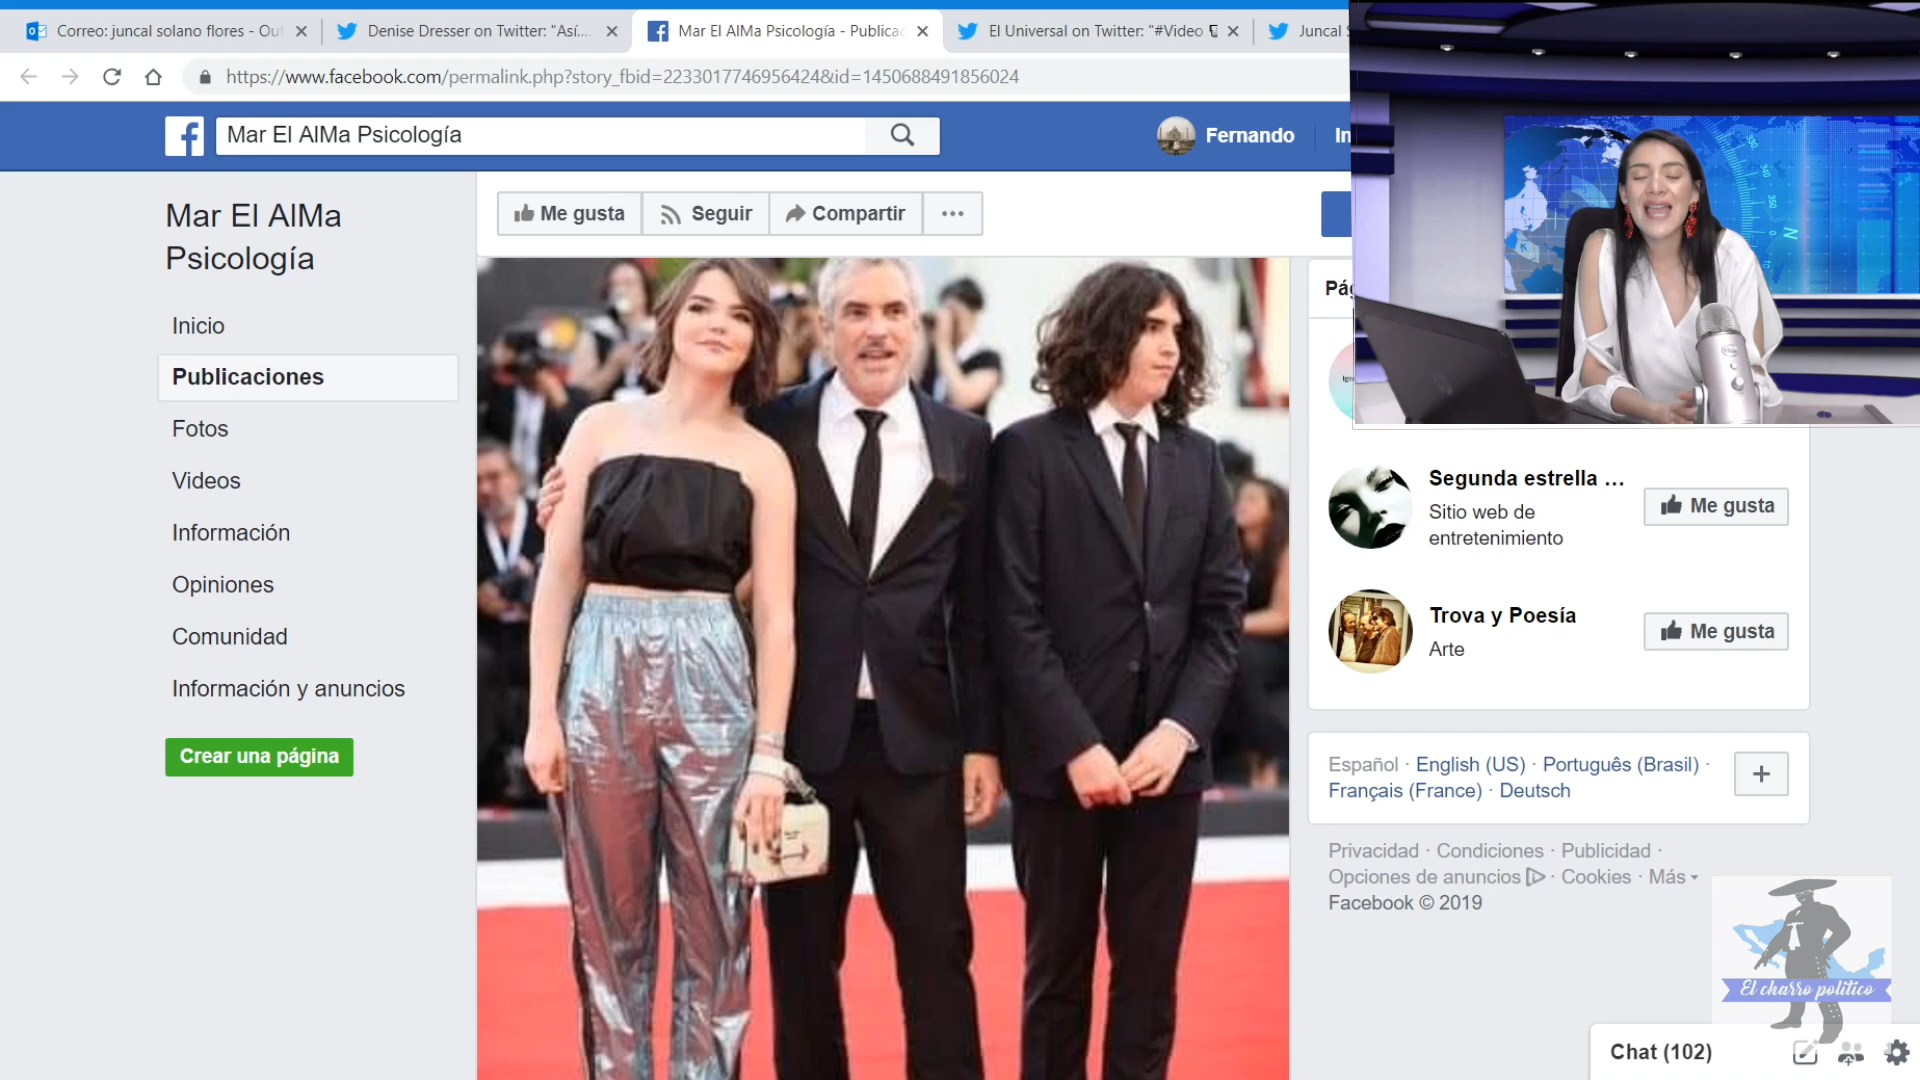 Correo: juncal solano flores - Out
Denise Dresser on Twitter: "Así....
Mar El AlMa Psicología - Publicac
El Universal on Twitter: "#Video
Juncal S
https://www.facebook.com/permalink.php?story_fbid=2233017746956424&id=1450688491856024
Mar El AlMa Psicología
Fernando
In
Mar El AlMa
Psicología
Me gusta
Seguir
Compartir
Inicio
Publicaciones
Fotos
Videos
Información
Opiniones
Comunidad
Información y anuncios
Crear una página
Pág
Segunda estrella ...
Sitio web de
entretenimiento
Me gusta
Trova y Poesía
Arte
Me gusta
Español · English (US) · Português (Brasil) ·
Français (France) · Deutsch
Privacidad · Condiciones · Publicidad ·
Opciones de anuncios · Cookies · Más
Facebook © 2019
El charro político
Chat (102)